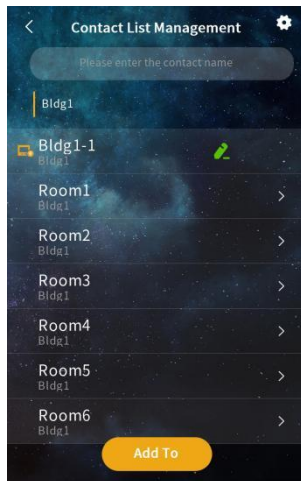 Contact List Management
Please enter the contact name
Bldg1
Bldg1-1
Bldg1
Room1
Bldg1
Room2
Bldg1
Room3
Bldg1
Room4
Bldg1
Room5
Bldg1
Room6
Bldg1
Add To